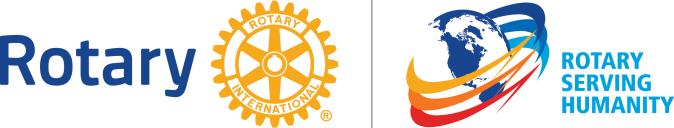 Rotary
ROTARY
INTERNATIONAL
®
ROTARY
SERVING
HUMANITY